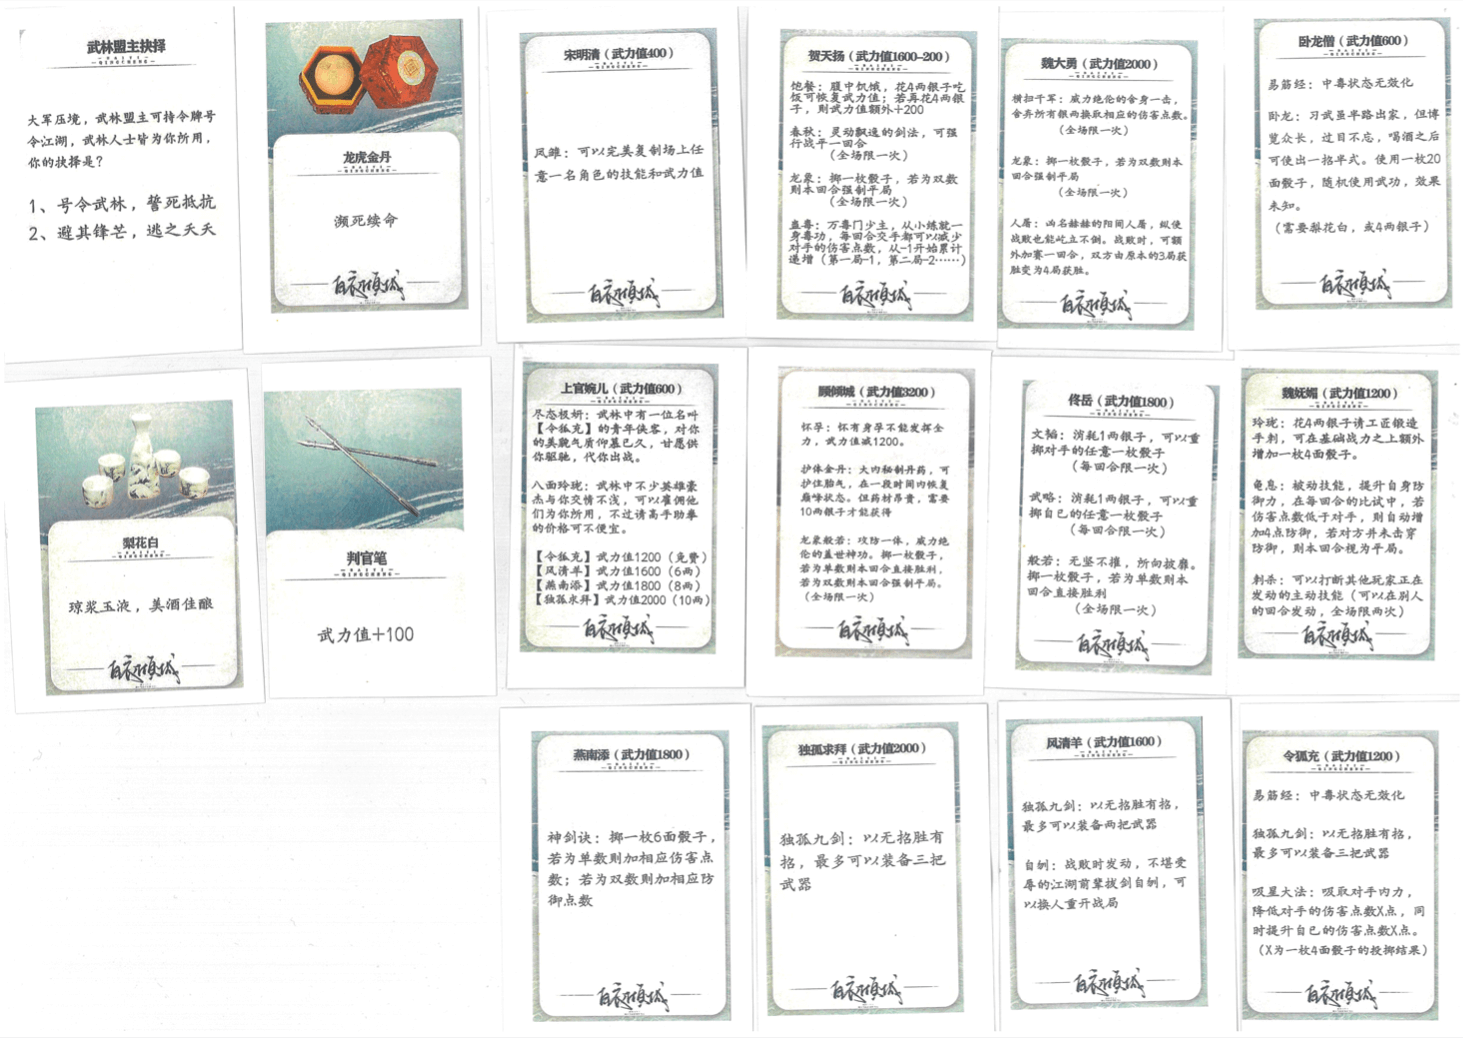 武林盟主抉择
大军压境，武林盟主可持令牌号
令江湖，武林人士皆为你所用，
你的抉择是？
1、号令武林，誓死抵抗
2、避其锋芒，逃之夭夭
龙虎金丹
濒死续命
白衣倾城
宋明清（武力值400）
风雏：可以完美复制场上任
意一名角色的技能和武力值
白衣倾城
贺天扬（武力值1600-200）
饱餐：腹中饥饿，花4两银子吃
饭可恢复武力值；若再花4两银
子，则武力值额外+200
春秋：灵动飘逸的剑法，可强
行战平一回合
（全场限一次）
龙象：掷一枚骰子，若为双数
则本回合强制平局
（全场限一次）
蛊毒：万毒门少主，从小练就一
身毒功，每回合交手都可以减少
对手的伤害点数，从-1开始累计
递增（第一局-1，第二局-2……）
白衣倾城
魏大勇（武力值2000）
横扫千军：威力绝伦的舍身一击，
舍弃所有银两换取相应的伤害点数。
（全场限一次）
龙象：掷一枚骰子，若为双数则本
回合强制平局
（全场限一次）
人屠：凶名赫赫的阳间人屠，纵使
战败也能屹立不倒。战败时，可额
外加赛一回合，双方由原本的3局获
胜变为4局获胜。
白衣倾城
卧龙僧（武力值600）
易筋经：中毒状态无效化
卧龙：习武虽半路出家，但博
览众长，过目不忘，喝酒之后
可使出一招半式。使用一枚20
面骰子，随机使用武功，效果
未知。
（需要梨花白，或4两银子）
白衣倾城
梨花白
琼浆玉液，美酒佳酿
白衣倾城
判官笔
武力值+100
上官婉儿（武力值600）
尽态极妍：武林中有一位名叫
【令狐充】的青年侠客，对你
的美貌气质仰慕已久，甘愿供
你驱驰，代你出战。
八面玲珑：武林中不少英雄豪
杰与你交情不浅，可以雇佣他
们为你所用，不过请高手助拳
的价格可不便宜。
【令狐充】武力值1200（免费）
【风清羊】武力值1600（6两）
【燕南添】武力值1800（8两）
【独孤求拜】武力值2000（10两）
白衣倾城
顾倾城（武力值3200）
怀孕：怀有身孕不能发挥全
力，武力值减1200。
护体金丹：大内秘制丹药，可
护住胎气，在一段时间内恢复
巅峰状态。但药材昂贵，需要
10两银子才能获得
龙象般若：攻防一体，威力绝
伦的盖世神功。掷一枚骰子，
若为单数则本回合直接胜利，
若为双数则本回合强制平局。
（全场限一次）
白衣倾城
佟岳（武力值1800）
文韬：消耗1两银子，可以重
掷对手的任意一枚骰子
（每回合限一次）
武略：消耗1两银子，可以重
掷自己的任意一枚骰子
（每回合限一次）
般若：无坚不摧，所向披靡。
掷一枚骰子，若为单数则本
回合直接胜利
（全场限一次）
白衣倾城
魏妩媚（武力值1200）
玲珑：花4两银子请工匠锻造
手刺，可在基础战力之上额外
增加一枚4面骰子。
龟息：被动技能，提升自身防
御力，在每回合的比试中，若
伤害点数低于对手，则自动增
加4点防御，若对方并未击穿
防御，则本回合视为平局。
刺杀：可以打断其他玩家正在
发动的主动技能（可以在别人
的回合发动，全场限两次）
白衣倾城
燕南添（武力值1800）
神剑诀：掷一枚6面骰子，
若为单数则加相应伤害点
数；若为双数则加相应防
御点数
白衣倾城
独孤求拜（武力值2000）
独孤九剑：以无招胜有
招，最多可以装备三把
武器
白衣倾城
风清羊（武力值1600）
独孤九剑：以无招胜有招，
最多可以装备两把武器
自刎：战败时发动，不堪受
辱的江湖前辈拔剑自刎，可
以换人重开战局
白衣倾城
令狐充（武力值1200）
易筋经：中毒状态无效化
独孤九剑：以无招胜有招，
最多可以装备三把武器
吸星大法：吸取对手内力，
降低对手的伤害点数X点，同
时提升自己的伤害点数X点。
（X为一枚4面骰子的投掷结果）
白衣倾城